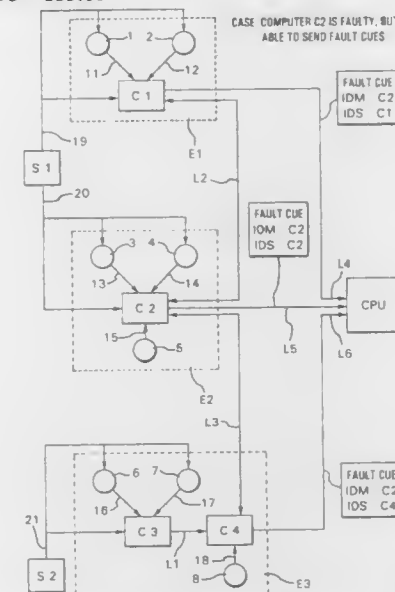 CASE COMPUTER C2 IS FAULTY, BUT
ABLE TO SEND FAULT CUES
1
2
11
12
C 1
FAULT CUE
IDM C2
IDS C1
19
E1
S 1
L2
20
FAULT CUE
IDM C2
IDS C2
3
4
13
14
L4
C 2
CPU
15
L5
L6
5
E2
L3
6
7
16
17
FAULT CUE
IDM C2
IDS C4
21
C 3
C 4
L1
18
S 2
8
E3